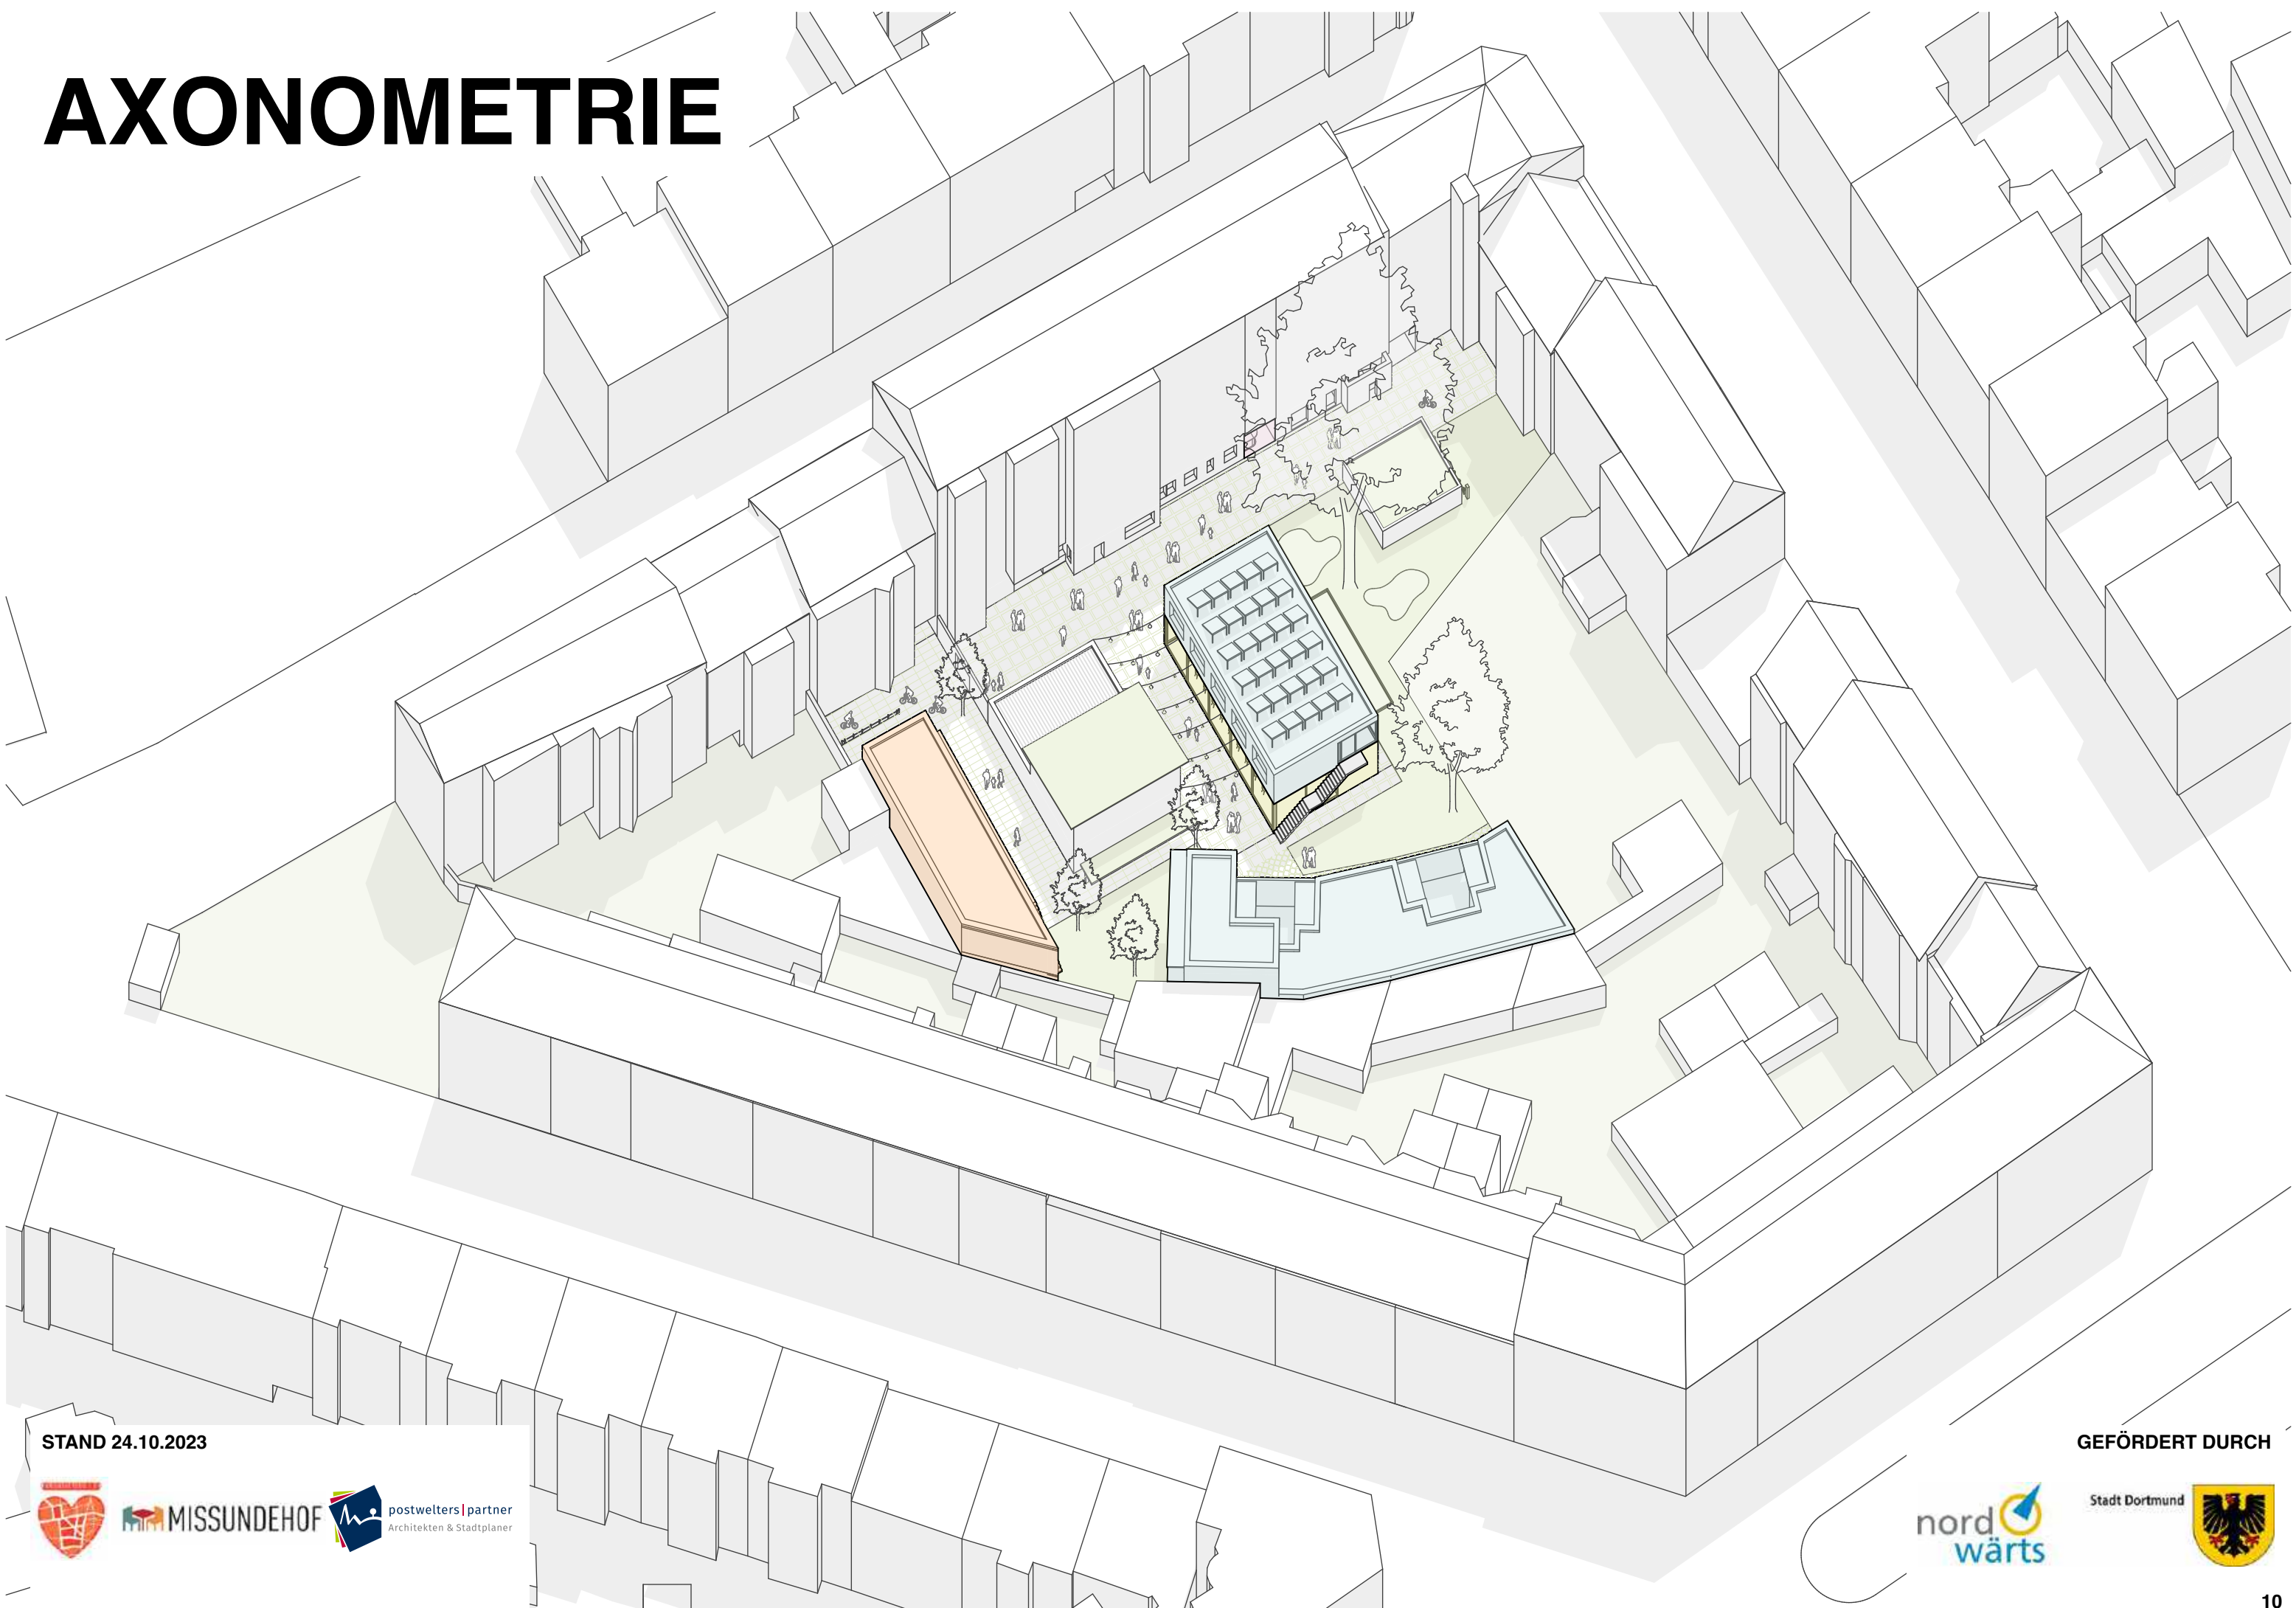 AXONOMETRIE
STAND 24.10.2023
GEFÖRDERT DURCH
MISSUNDEHOF
postwelters|partner
Architekten & Stadtplaner
nord
wärts
Stadt Dortmund
10